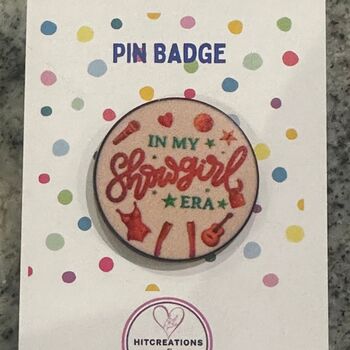 PIN BADGE
IN MY
Showgirl
ERA
HITCREATIONS